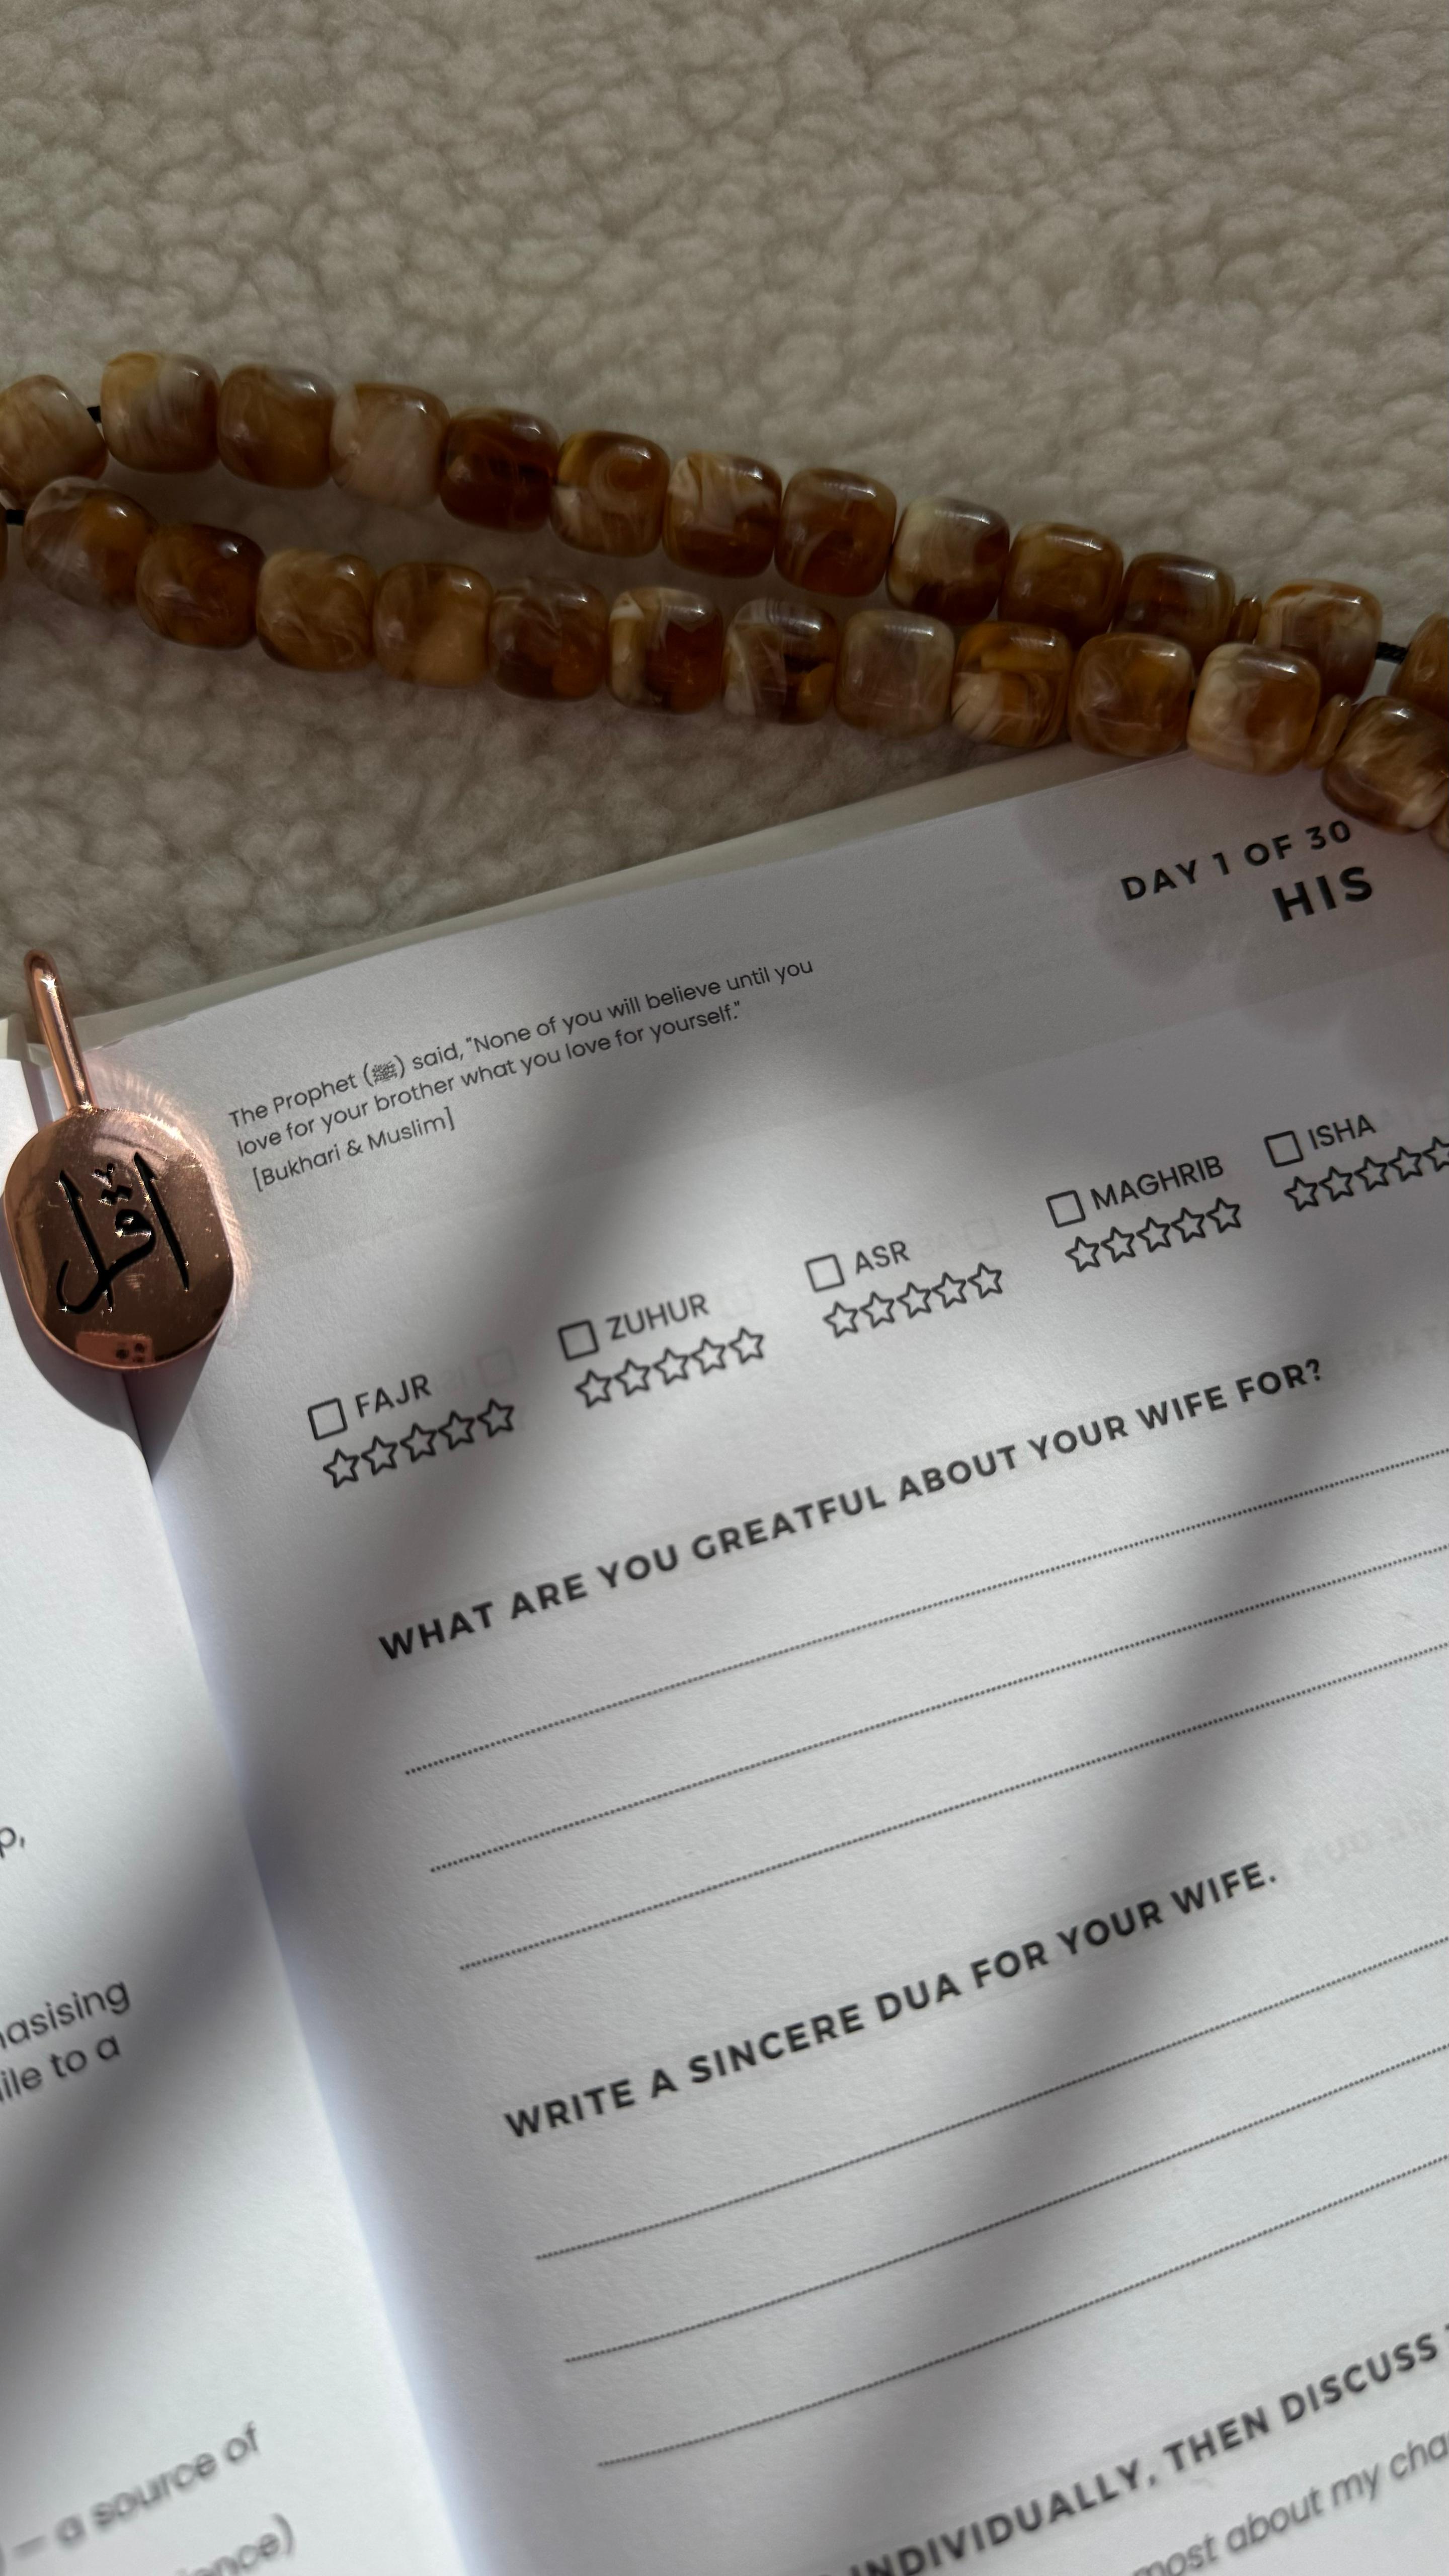 DAY 1 OF 30
HIS
The Prophet (ﷺ) said, "None of you will believe until you
love for your brother what you love for yourself."
[Bukhari & Muslim]
اقرأ
FAJR
ZUHUR
ASR
MAGHRIB
ISHA
WHAT ARE YOU GREATFUL ABOUT YOUR WIFE FOR?
WRITE A SINCERE DUA FOR YOUR WIFE.
INDIVIDUALLY, THEN DISCUSS
most about my
ile to a
– a source of